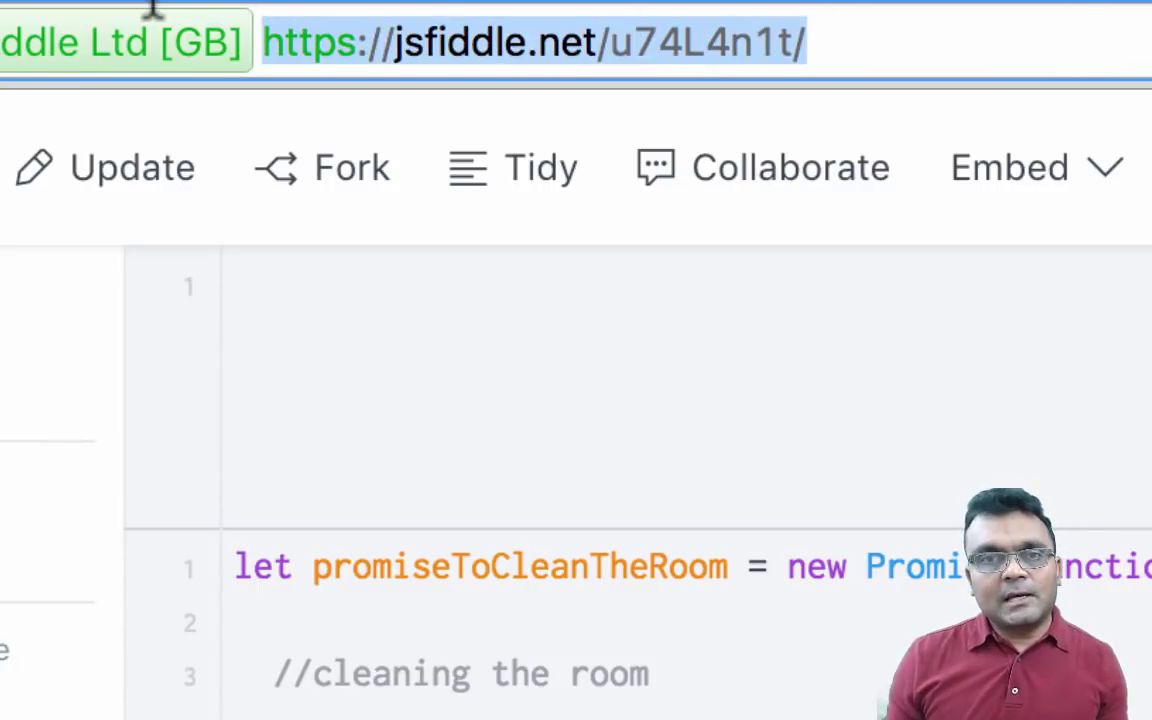 ddle Ltd [GB] https://jsfiddle.net/u74L4n1t/
Update Fork Tidy Collaborate Embed
1
1 let promiseToCleanTheRoom = new Promi nctic
2
3 //cleaning the room
e